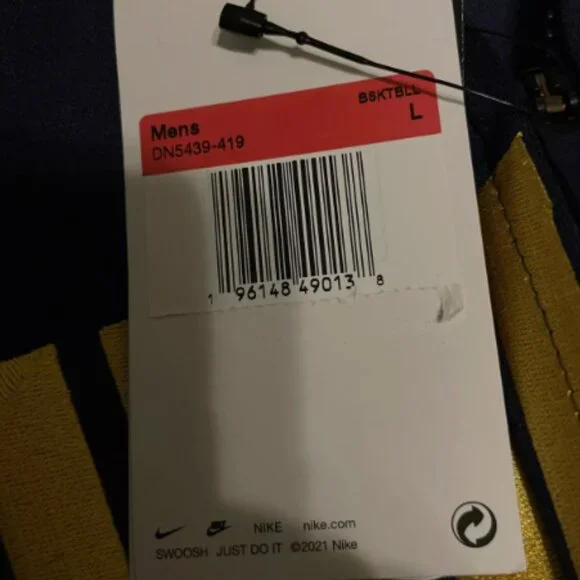 BSKTBLL
Mens L
DN5439-419
1 96148 49013 8
NIKE nike.com
SWOOSH JUST DO IT ©2021 Nike